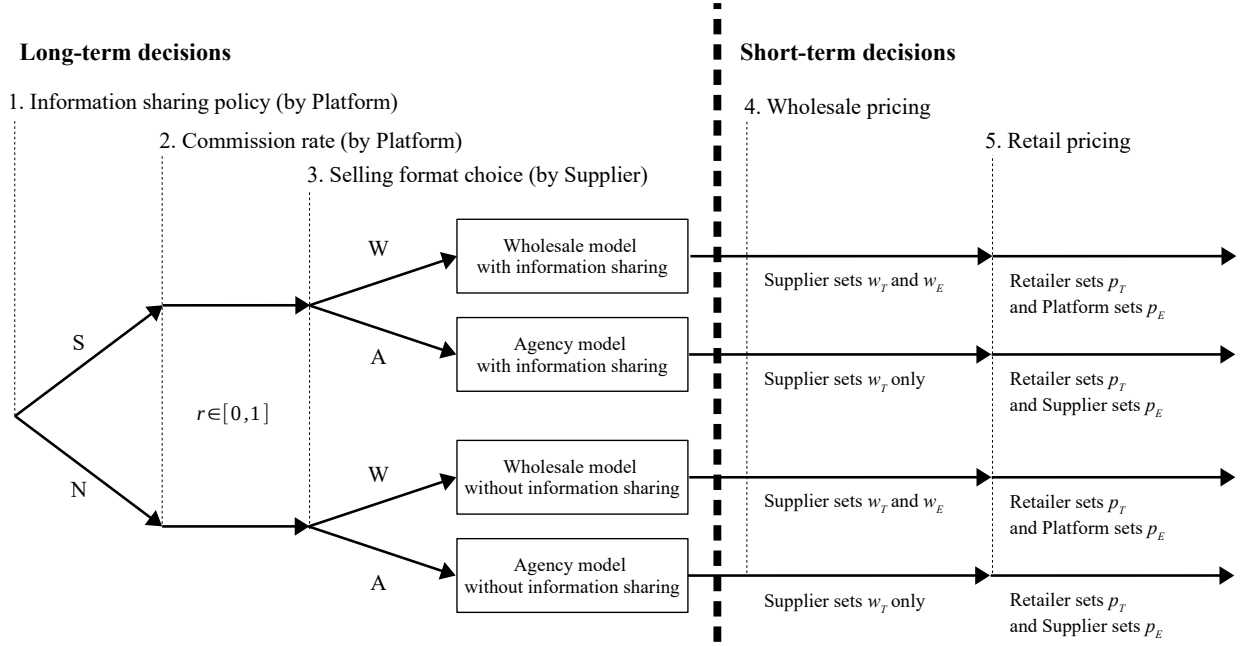 Long-term decisions
Short-term decisions
1. Information sharing policy (by Platform)
4. Wholesale pricing
2. Commission rate (by Platform)
5. Retail pricing
3. Selling format choice (by Supplier)
S
N
r∈[0,1]
W
A
Wholesale model
with information sharing
Supplier sets w_T and w_E
Retailer sets p_T
and Platform sets p_E
Agency model
with information sharing
Supplier sets w_T only
Retailer sets p_T
and Supplier sets p_E
W
A
Wholesale model
without information sharing
Supplier sets w_T and w_E
Retailer sets p_T
and Platform sets p_E
Agency model
without information sharing
Supplier sets w_T only
Retailer sets p_T
and Supplier sets p_E